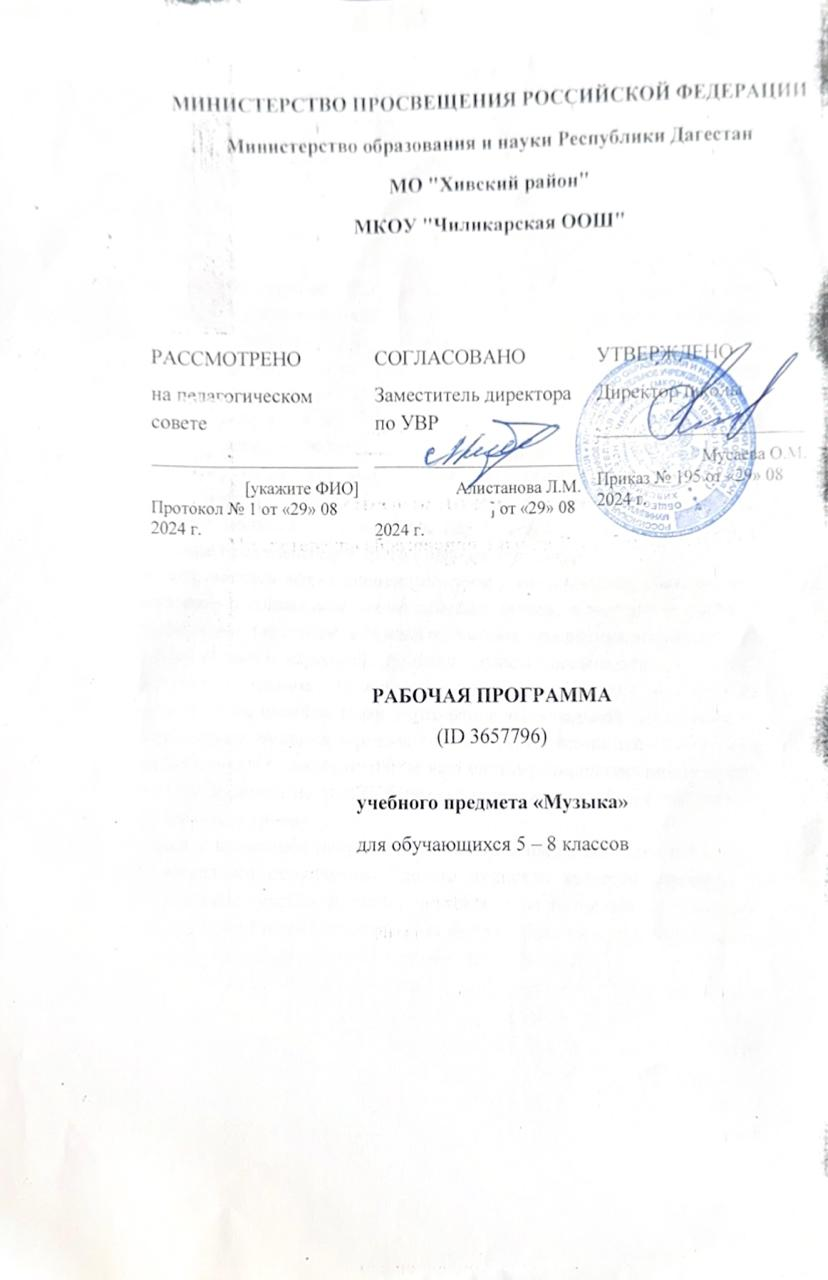 МИНИСТЕРСТВО ПРОСВЕЩЕНИЯ РОССИЙСКОЙ ФЕДЕРАЦИИ
Министерство образования и науки Республики Дагестан
МО "Хивский район"
МКОУ "Чиликарская ООШ"
РАССМОТРЕНО
на педагогическом
совете
[укажите ФИО]
Протокол № 1 от «29» 08
2024 г.
СОГЛАСОВАНО
Заместитель директора
по УВР
Алистанова Л.М.
от «29» 08
2024 г.
УТВЕРЖДЕНО
Директор школы
Мусаева О.М.
Приказ № 195 от «29» 08
2024 г.
РАБОЧАЯ ПРОГРАММА
(ID 3657796)
учебного предмета «Музыка»
для обучающихся 5 – 8 классов